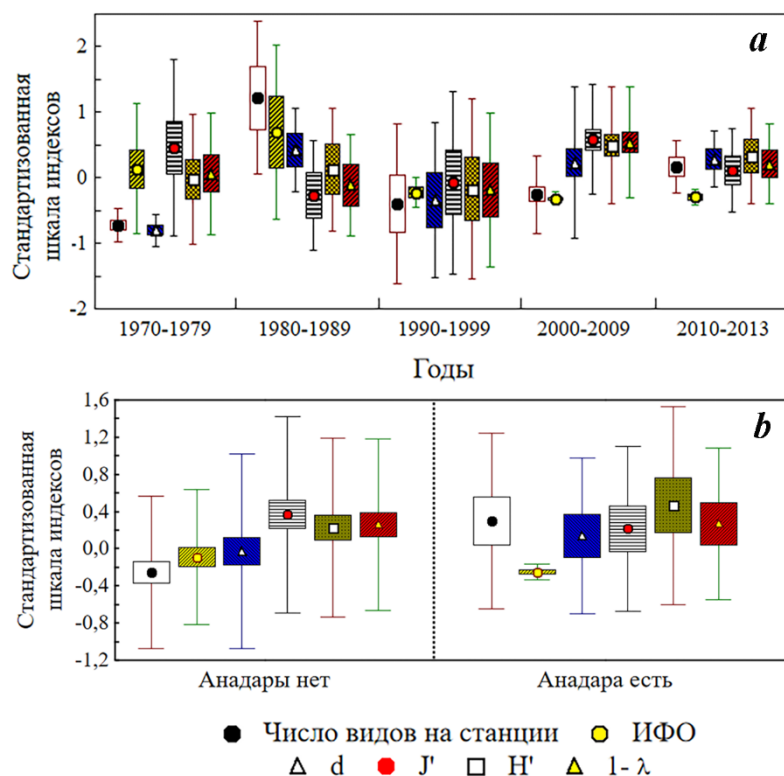 a
Стандартизованная
шкала индексов
2
1
0
-1
-2
1970-1979 1980-1989 1990-1999 2000-2009 2010-2013
Годы
b
Стандартизованная
шкала индексов
1,6
1,2
0,8
0,4
0,0
-0,4
-0,8
-1,2
Анадары нет Анадара есть
Число видов на станции ИФО
d J' H' 1- λ